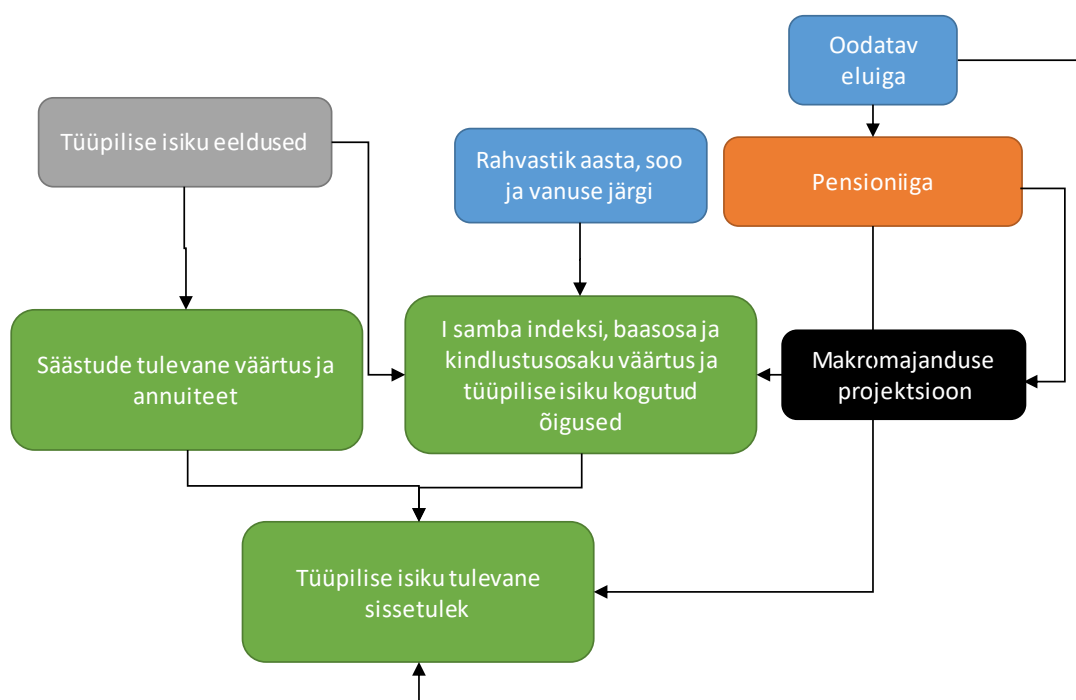 Oodatav
eluiga
Tüüpilise isiku eeldused
Rahvastik aasta, soo
ja vanuse järgi
Pensioniiga
Säästude tulevane väärtus ja
annuiteet
I samba indeksi, baasosa ja
kindlustusosaku väärtus ja
tüüpilise isiku kogutud
õigused
Makromajanduse
projektsioon
Tüüpilise isiku tulevane
sissetulek